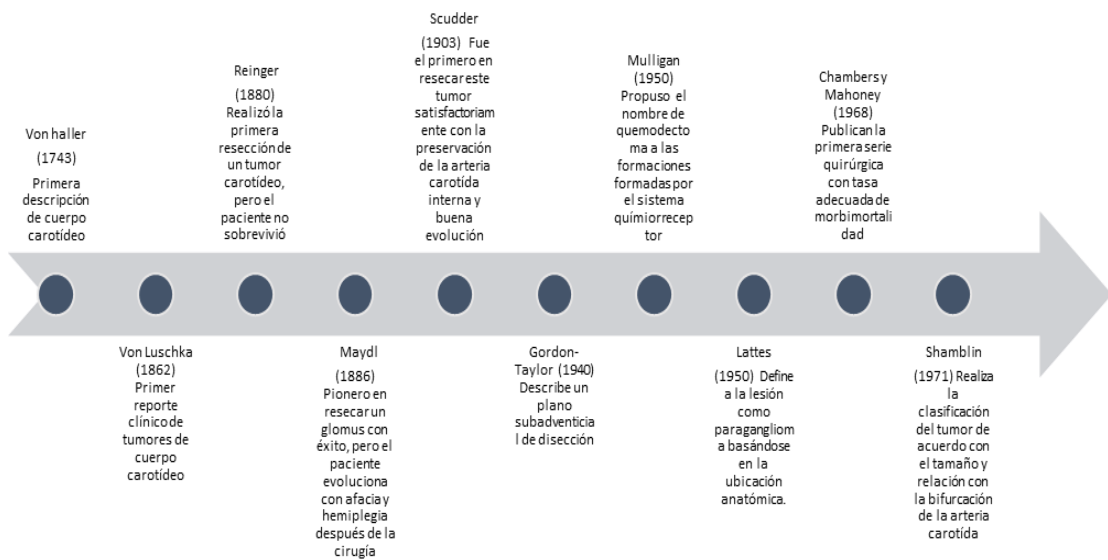 Von haller
(1743)
Primera
descripción
de cuerpo
carotídeo
Von Luschka
(1862)
Primer
reporte
clínico de
tumores de
cuerpo
carotídeo
Reinger
(1880)
Realizó la
primera
resección de
un tumor
carotídeo,
pero el
paciente no
sobrevivió
Maydl
(1886)
Pionero en
resecar un
glomus con
éxito, pero el
paciente
evoluciona
con afacia y
hemiplegia
después de la
cirugía
Scudder
(1903) Fue
el primero en
resecar este
tumor
satisfactoriam
ente con la
preservación
de la arteria
carotída
interna y
buena
evolución
Gordon-
Taylor (1940)
Describe un
plano
subadventicia
l de disección
Mulligan
(1950)
Propuso el
nombre de
quemodecto
ma a las
formaciones
formadas por
el sistema
químiorrecep
tor
Lattes
(1950) Define
a la lesión
como
paragangliom
a basándose
en la
ubicación
anatómica.
Chambers y
Mahoney
(1968)
Publican la
primera serie
quirúrgica
con tasa
adecuada de
morbimortali
dad
Shamblin
(1971) Realiza
la
clasificación
del tumor de
acuerdo con
el tamaño y
relación con
la bifurcación
de la arteria
carotída